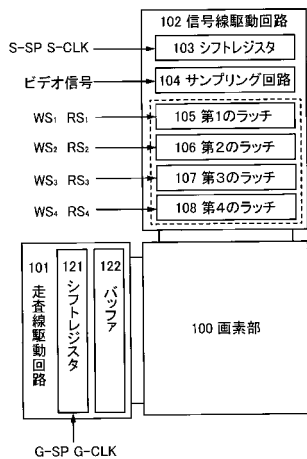 102 信号線駆動回路
S-SP S-CLK
103 シフトレジスタ
ビデオ信号
104 サンプリング回路
WS₁ RS₁
105 第1のラッチ
WS₂ RS₂
106 第2のラッチ
WS₃ RS₃
107 第3のラッチ
WS₄ RS₄
108 第4のラッチ
101 走査線駆動回路
121 シフトレジスタ
122 バッファ
100 画素部
G-SP G-CLK